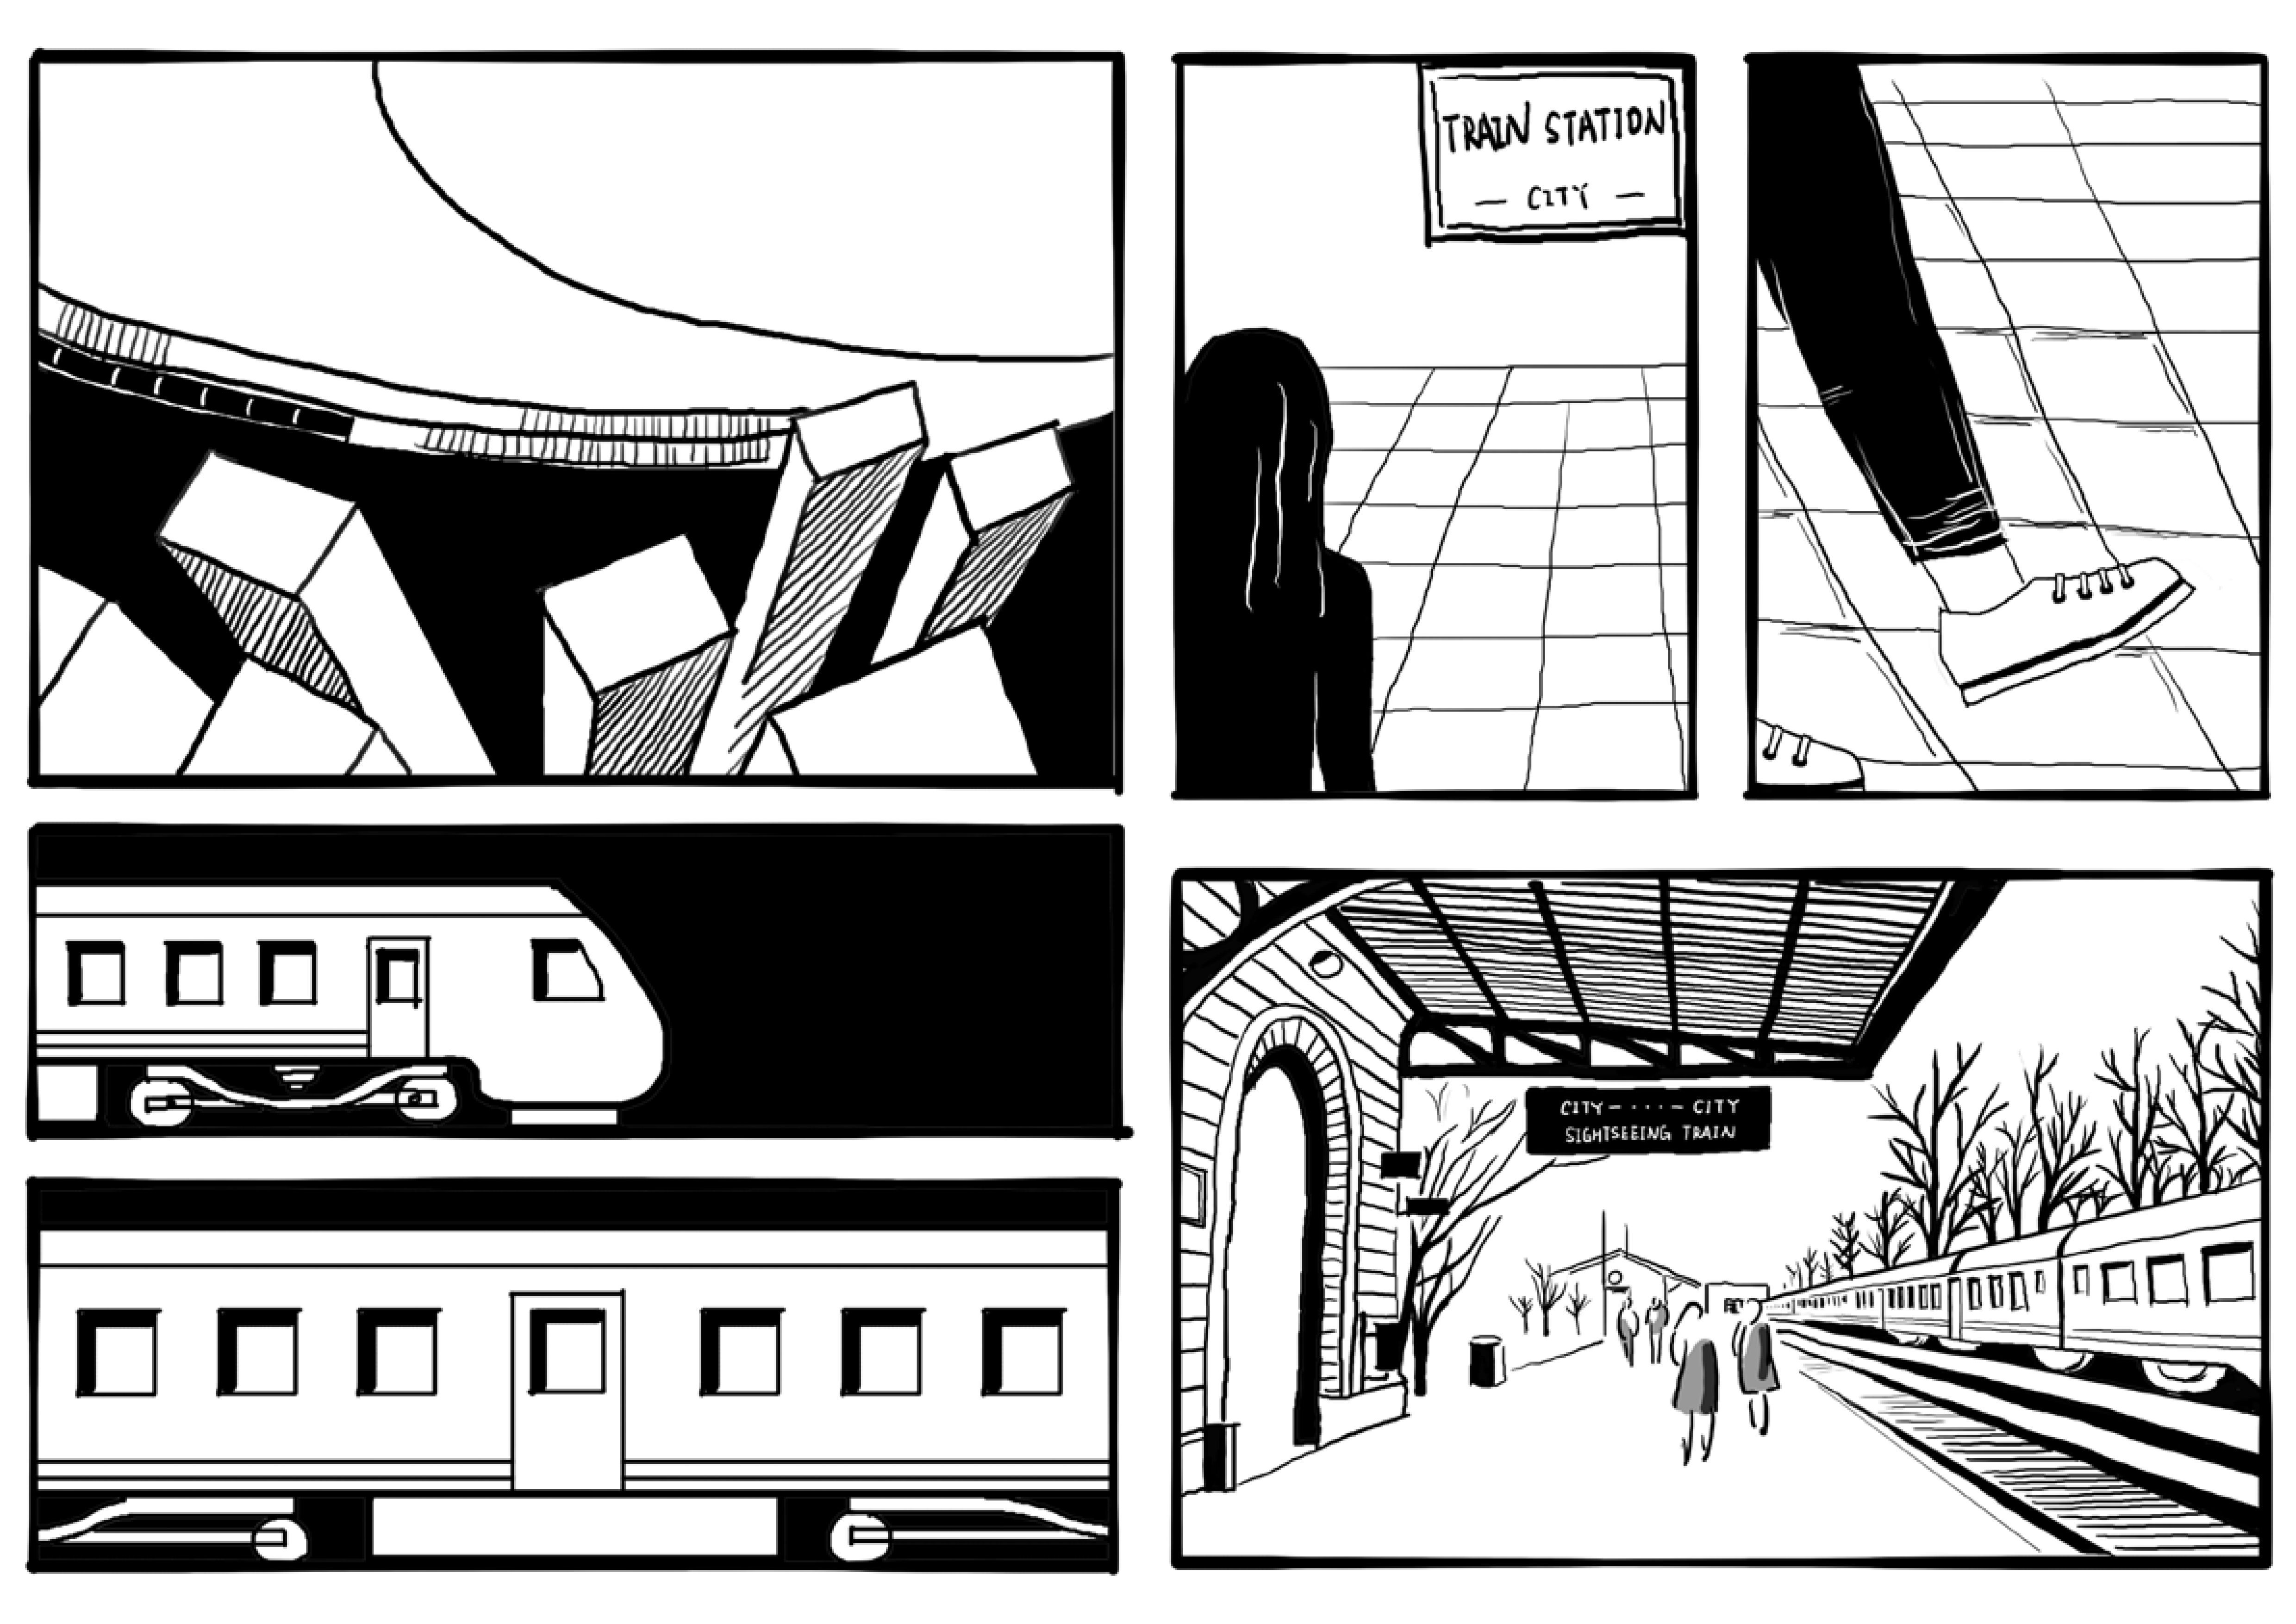 TRAIN STATION
— CITY —
CITY — · · · — CITY
SIGHTSEEING TRAIN